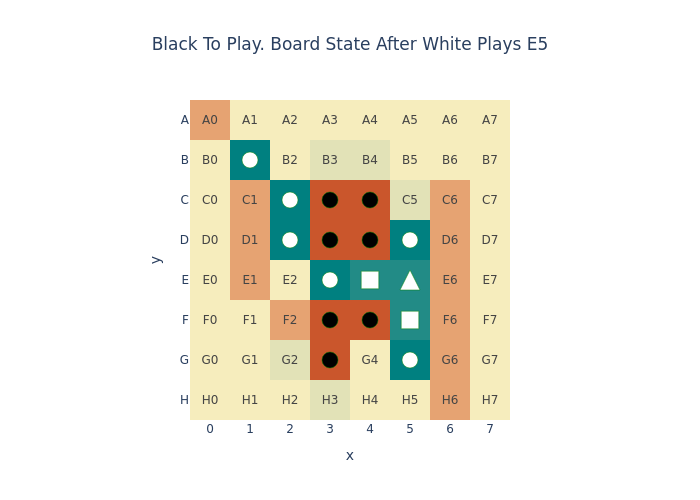 Black To Play. Board State After White Plays E5
A A0 A1 A2 A3 A4 A5 A6 A7
B B0 B2 B3 B4 B5 B6 B7
C C0 C1 C5 C6 C7
D D0 D1 D6 D7
E E0 E1 E2 E6 E7
F F0 F1 F2 F6 F7
G G0 G1 G2 G4 G6 G7
H H0 H1 H2 H3 H4 H5 H6 H7
0 1 2 3 4 5 6 7
x
y